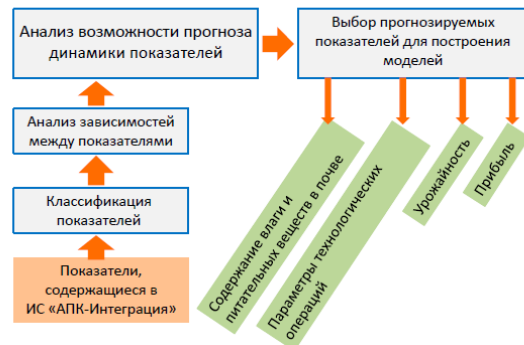 Анализ возможности прогноза
динамики показателей
Выбор прогнозируемых
показателей для построения
моделей
Анализ зависимостей
между показателями
Классификация
показателей
Показатели,
содержащиеся в
ИС «АПК-Интеграция»
Содержание влаги и
питательных веществ в почве
Параметры технологических
операций
Урожайность
Прибыль